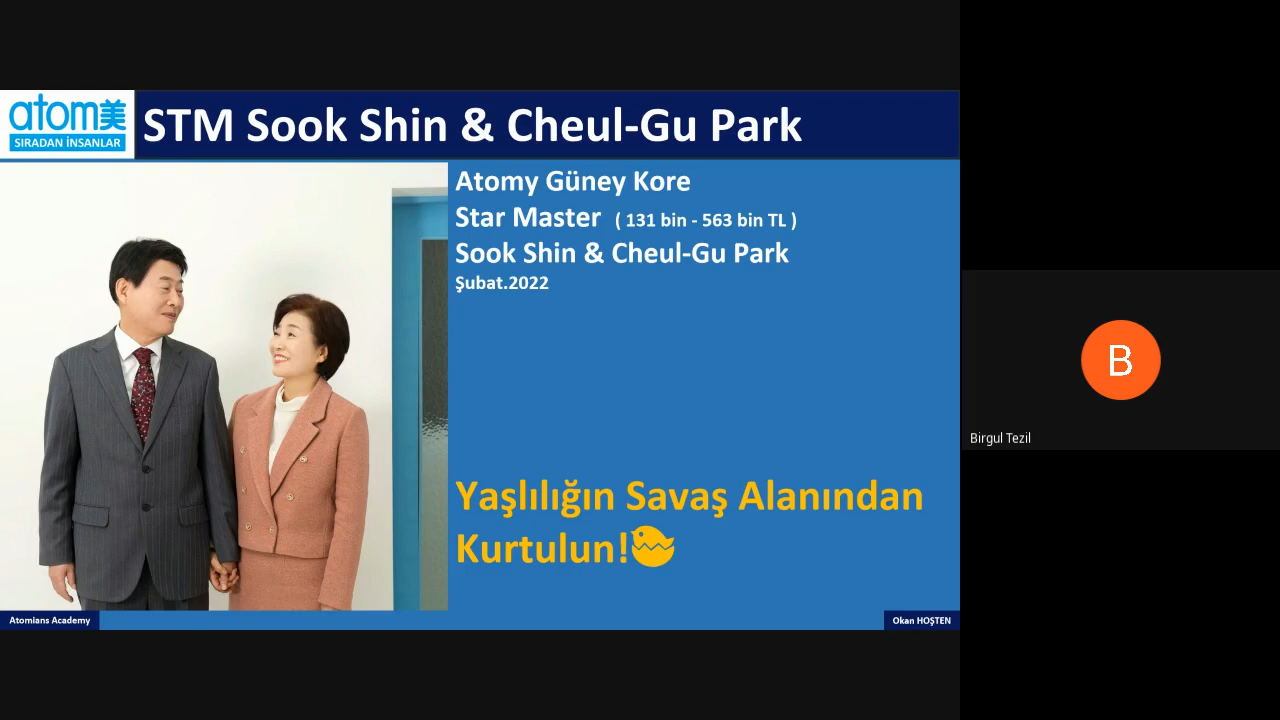 atom美
SIRADAN İNSANLAR
STM Sook Shin & Cheul-Gu Park
Atomy Güney Kore
Star Master ( 131 bin - 563 bin TL )
Sook Shin & Cheul-Gu Park
Şubat.2022
Yaşlılığın Savaş Alanından
Kurtulun!
Atomians Academy
Okan HOŞTEN
B
Birgul Tezil